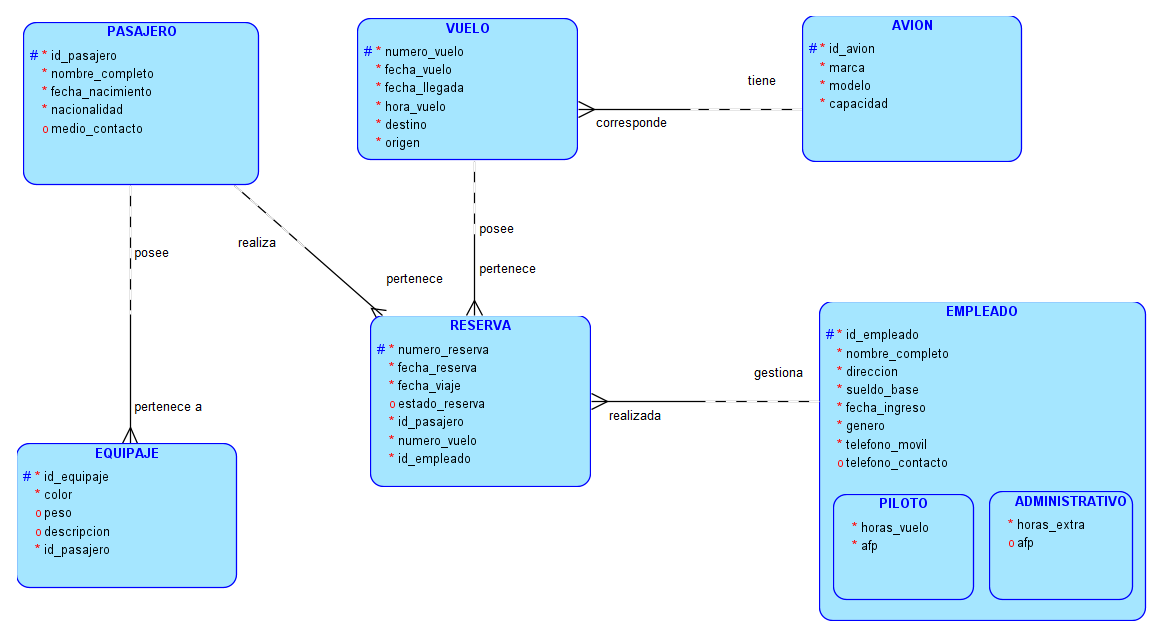 PASAJERO
# * id_pasajero
* nombre_completo
* fecha_nacimiento
* nacionalidad
o medio_contacto
VUELO
# * numero_vuelo
* fecha_vuelo
* fecha_llegada
* hora_vuelo
* destino
* origen
AVION
# * id_avion
* marca
* modelo
* capacidad
tiene
corresponde
posee
realiza
pertenece
posee
pertenece
pertenece a
RESERVA
# * numero_reserva
* fecha_reserva
* fecha_viaje
o estado_reserva
* id_pasajero
* numero_vuelo
* id_empleado
gestiona
realizada
EMPLEADO
# * id_empleado
* nombre_completo
* direccion
* sueldo_base
* fecha_ingreso
* genero
* telefono_movil
o telefono_contacto
EQUIPAJE
# * id_equipaje
* color
o peso
o descripcion
* id_pasajero
PILOTO
* horas_vuelo
* afp
ADMINISTRATIVO
* horas_extra
o afp